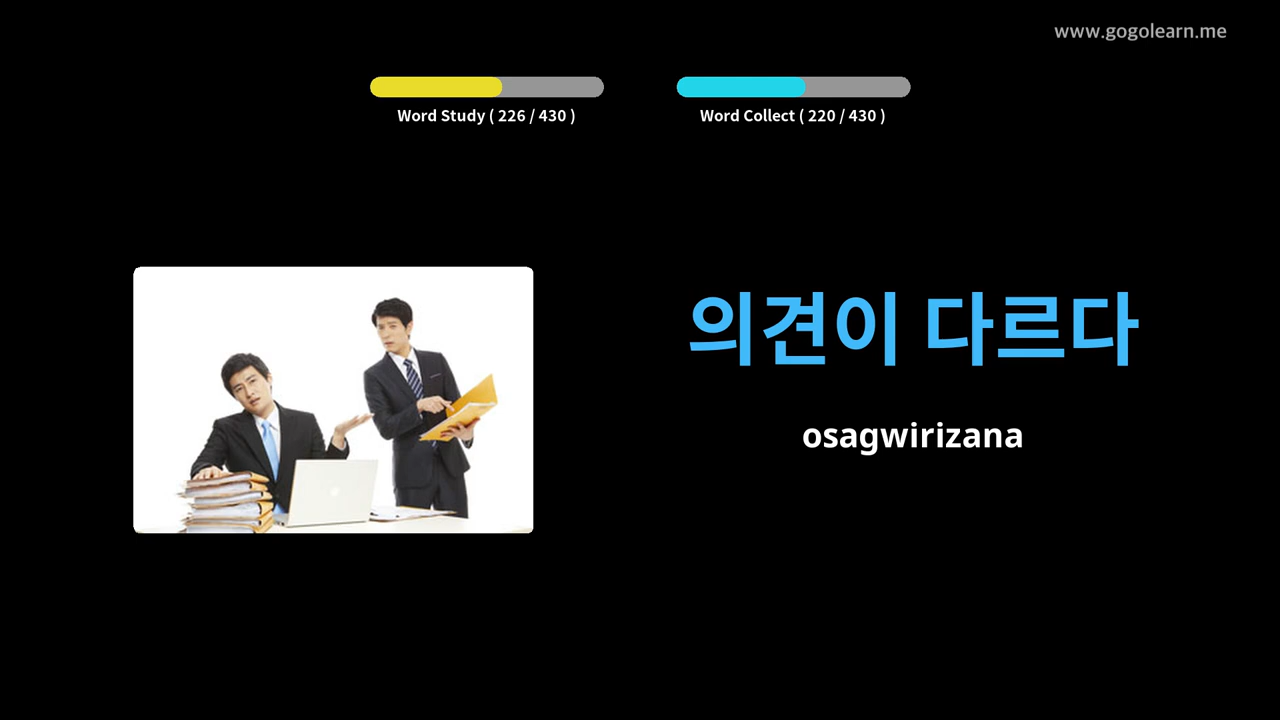 www.gogolearn.me
Word Study ( 226 / 430 )
Word Collect ( 220 / 430 )
의견이 다르다
osagwirizana